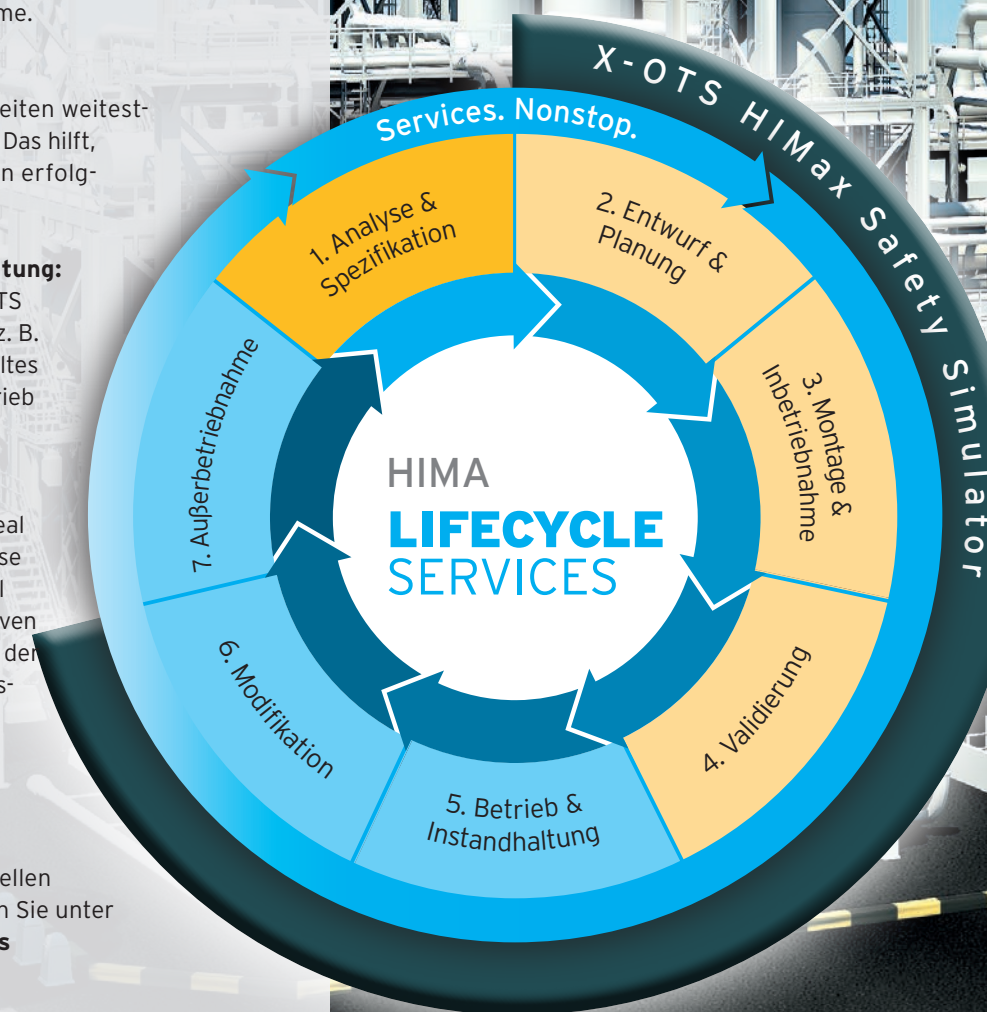 me.
eiten weitest-
Das hilft,
n erfolg-
tung:
TS
z. B.
ltes
rieb
eal
se
l
ven
der
s-
ellen
n Sie unter
s
X-OTS HIMax Safety Simulator
Services. Nonstop.
1. Analyse &
Spezifikation
2. Entwurf &
Planung
3. Montage &
Inbetriebnahme
4. Validierung
5. Betrieb &
Instandhaltung
6. Modifikation
7. Außerbetriebnahme
HIMA
LIFECYCLE
SERVICES